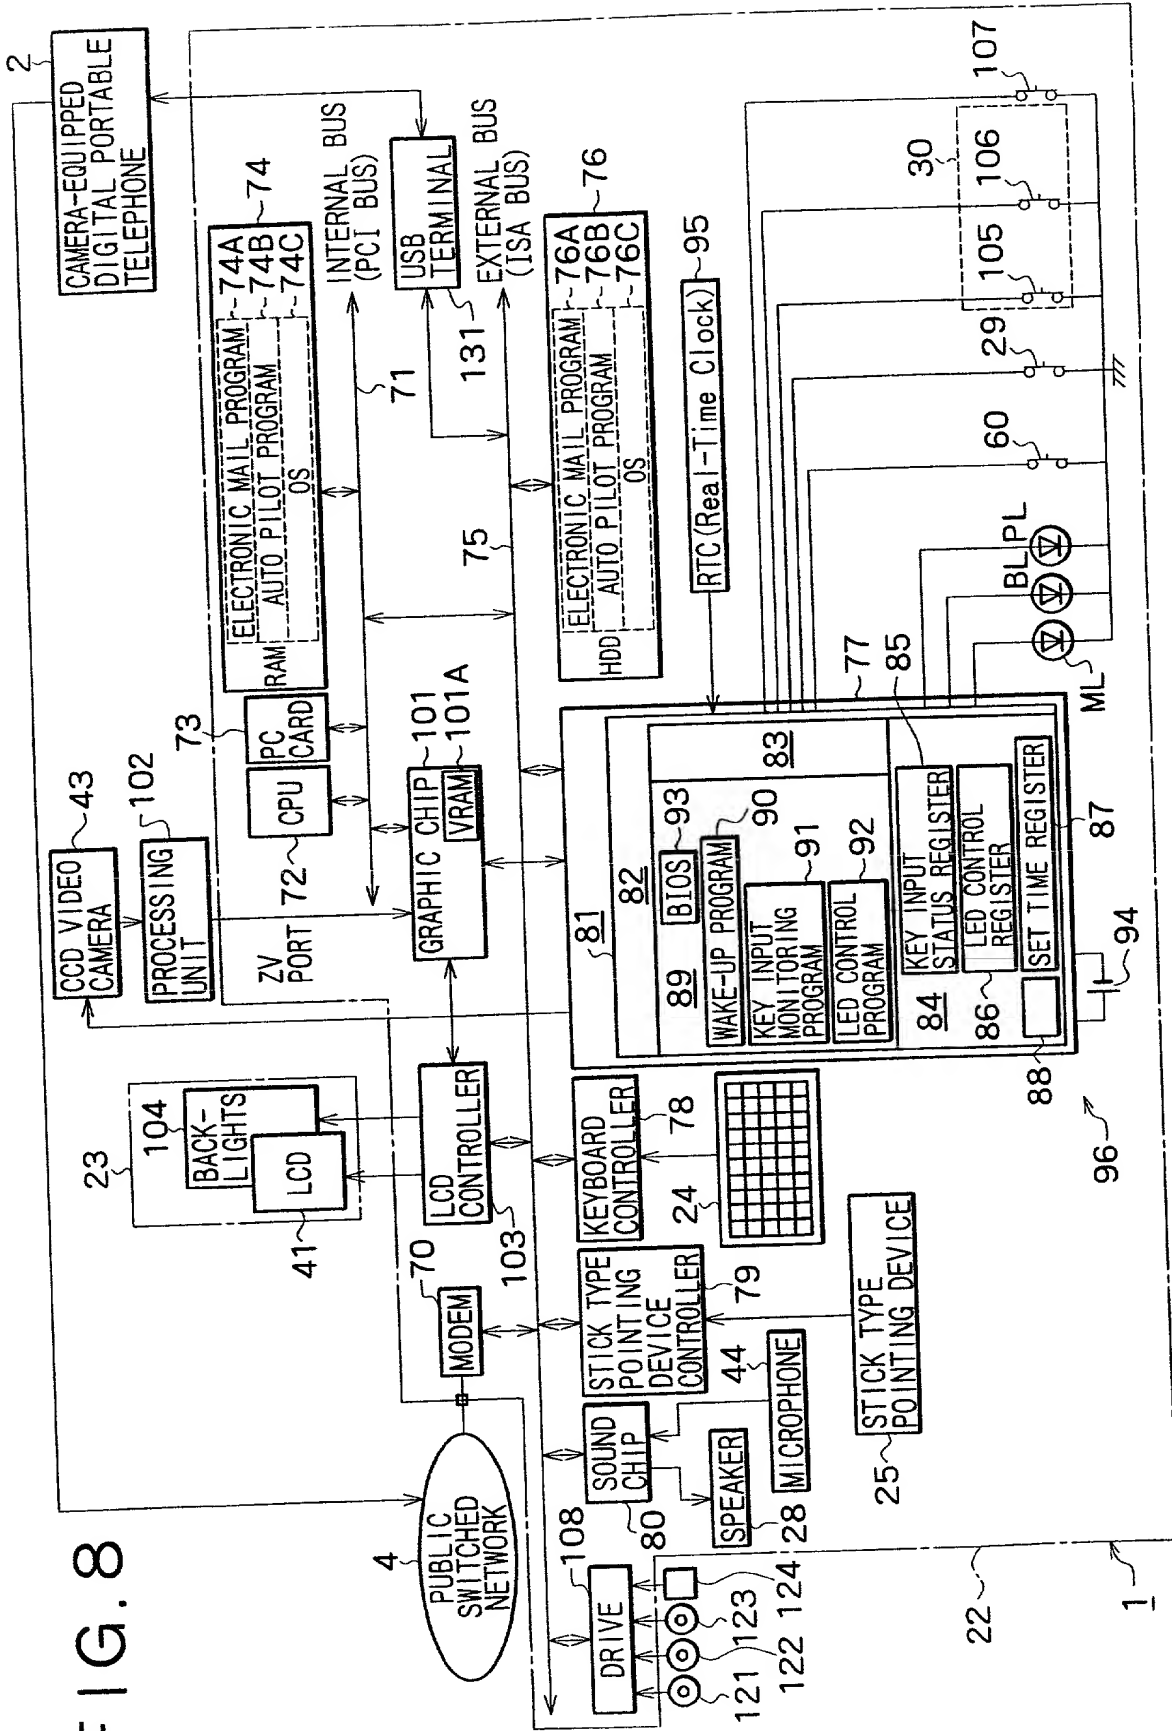 FIG.8
2
CAMERA-EQUIPPED
DIGITAL PORTABLE
TELEPHONE
4
PUBLIC
SWITCHED
NETWORK
70
MODEM
23
104
BACK-
LIGHTS
LCD
41
LCD
CONTROLLER
103
43
CCD VIDEO
CAMERA
102
PROCESSING
UNIT
ZV
PORT
72
CPU
73
PC
CARD
GRAPHIC CHIP
101
VRAM
101A
74
RAM
ELECTRONIC MAIL PROGRAM
74A
AUTO PILOT PROGRAM
74B
OS
74C
INTERNAL BUS
(PCI BUS)
71
USB
TERMINAL
131
EXTERNAL BUS
(ISA BUS)
75
76
HDD
ELECTRONIC MAIL PROGRAM
76A
AUTO PILOT PROGRAM
76B
OS
76C
108
DRIVE
121
122
123
124
SOUND
CHIP
80
SPEAKER
28
MICROPHONE
44
STICK TYPE
POINTING
DEVICE
CONTROLLER
79
STICK TYPE
POINTING DEVICE
25
KEYBOARD
CONTROLLER
78
24
77
81
82
83
89
BIOS
93
WAKE-UP PROGRAM
90
KEY INPUT
MONITORING
PROGRAM
91
LED CONTROL
PROGRAM
92
84
KEY INPUT
STATUS REGISTER
85
LED CONTROL
REGISTER
86
SET TIME REGISTER
87
88
94
96
RTC(Real-Time Clock)
95
ML
BL
PL
60
29
105
106
30
107
22
1